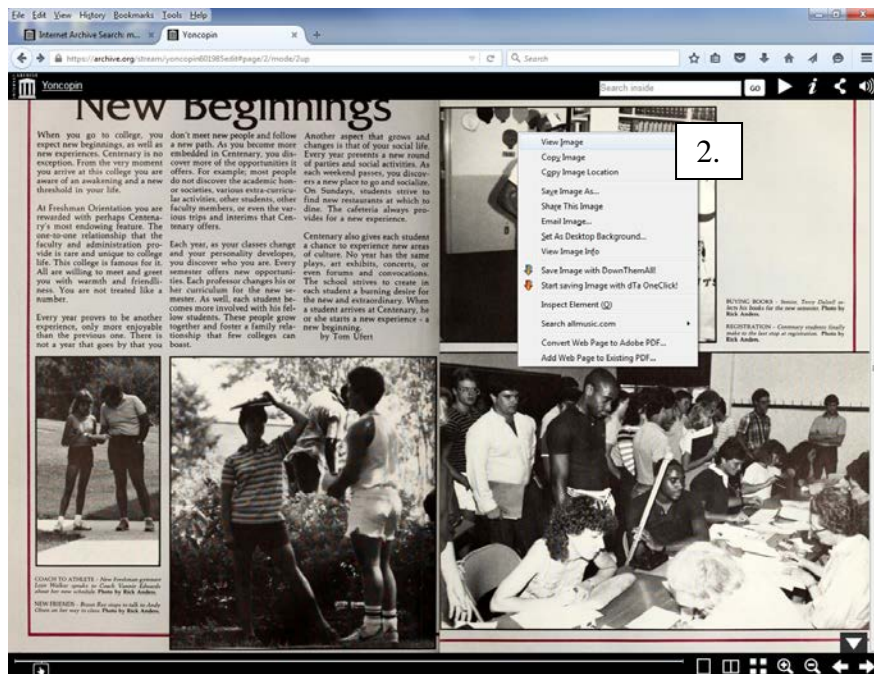 File Edit View History Bookmarks Tools Help
Internet Archive Search: m... ×
Yoncopin ×
+
https://archive.org/stream/yoncopin601985edit#page/2/mode/2up
Search
Yoncopin
Search inside
GO
New Beginnings
When you go to college, you
expect new beginnings, as well as
new experiences. Centenary is no
exception. From the very moment
you arrive at this college you are
aware of an awakening and a new
threshold in your life.
At Freshman Orientation you are
rewarded with perhaps Centena-
ry's most endowing feature. The
one-to-one relationship that the
faculty and administration pro-
vide is rare and unique to college
life. This college is famous for it.
All are willing to meet and greet
you with warmth and friendli-
ness. You are not treated like a
number.
Every year proves to be another
experience, only more enjoyable
than the previous one. There is
not a year that goes by that you
don't meet new people and follow
a new path. As you become more
embedded in Centenary, you dis-
cover more of the opportunities it
offers. For example; most people
do not discover the academic hon-
or societies, various extra-curricu-
lar activities, other students, other
faculty members, or even the var-
ious trips and interims that Cen-
tenary offers.
Each year, as your classes change
and your personality developes,
you discover who you are. Every
semester offers new opportuni-
ties. Each professor changes his or
her curriculum for the new se-
mester. As well, each student be-
comes more involved with his fel-
low students. These people grow
together and foster a family rela-
tionship that few colleges can
boast.
Another aspect that grows and
changes is that of your social life.
Every year presents a new round
of parties and social activities. As
each weekend passes, you discov-
ers a new place to go and socialize.
On Sundays, students strive to
find new restaurants at which to
dine. The cafeteria always pro-
vides for a new experience.
Centenary also gives each student
a chance to experience new areas
of culture. No year has the same
plays, art exhibits, concerts, or
even forums and convocations.
The school strives to create in
each student a burning desire for
the new and extraordinary. When
a student arrives at Centenary, he
or she starts a new experience - a
new beginning.
by Tom Ufert
View Image
Copy Image
Copy Image Location
Save Image As...
Share This Image
Email Image...
Set As Desktop Background...
View Image Info
Save Image with DownThemAll!
Start saving Image with dTa OneClick!
Inspect Element (Q)
Search allmusic.com
Convert Web Page to Adobe PDF...
Add Web Page to Existing PDF...
2.
BUYING BOOKS - Senior, Terry Dalzell se-
lects his books for the new semester. Photo by
Rick Anders.
REGISTRATION - Centenary students finally
make to the last stop at registration. Photo by
Rick Anders.
COACH TO ATHLETE - New Freshman gymnast
Walker speaks to Coach Vannie Edwards
about her new schedule. Photo by Rick Anders.
NEW FRIENDS - Ray stops to talk to Andy
on her way to class. Photo by Rick Anders.